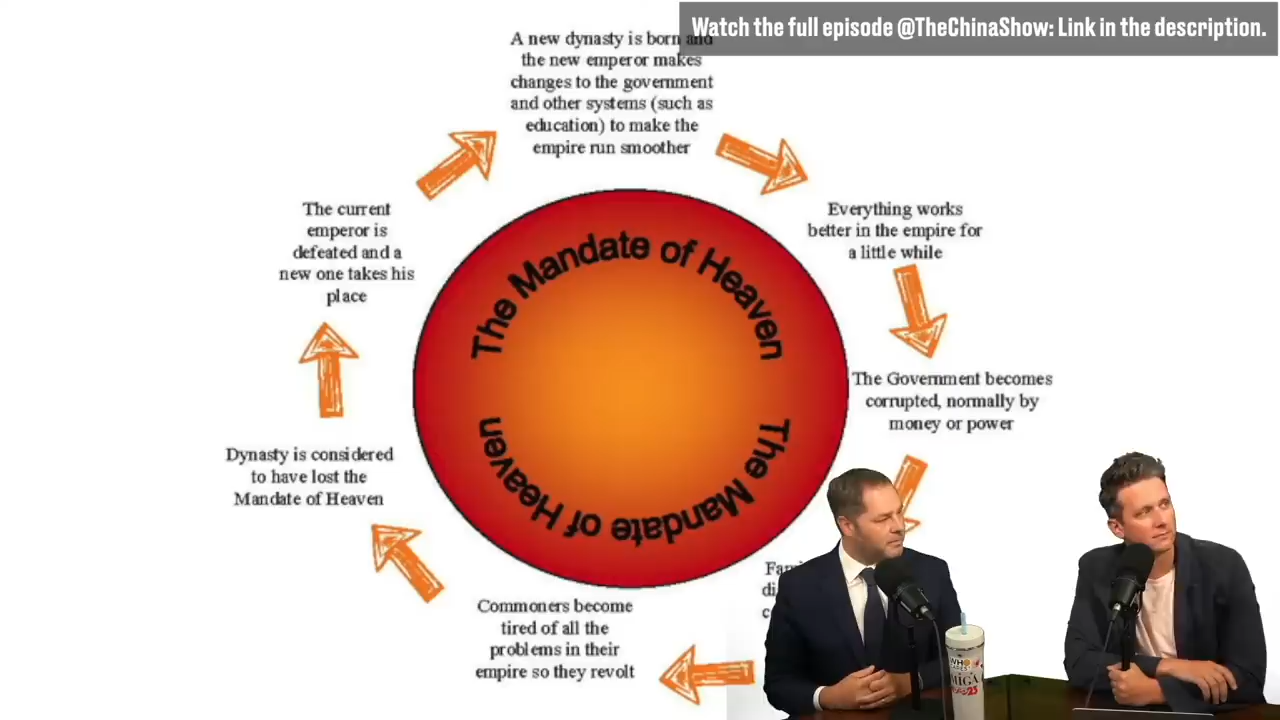 Watch the full episode @TheChinaShow: Link in the description.
A new dynasty is born and
the new emperor makes
changes to the government
and other systems (such as
education) to make the
empire run smoother
Everything works
better in the empire for
a little while
The Government becomes
corrupted, normally by
money or power
Commoners become
tired of all the
problems in their
empire so they revolt
Dynasty is considered
to have lost the
Mandate of Heaven
The current
emperor is
defeated and a
new one takes his
place
The Mandate of Heaven
The Mandate of Heaven